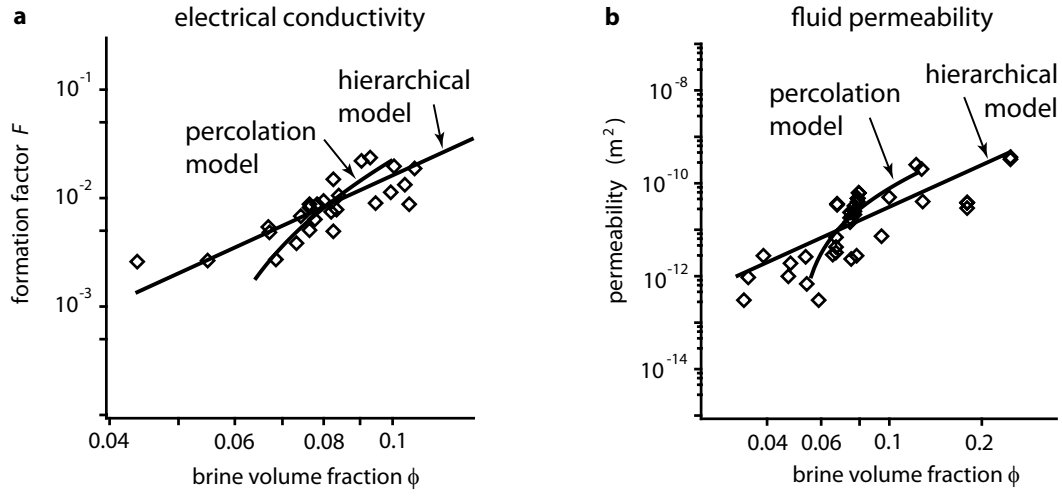 a
electrical conductivity
formation factor F
10⁻¹
10⁻²
10⁻³
hierarchical
model
percolation
model
0.04
0.06
0.08
0.1
brine volume fraction ϕ
b
fluid permeability
permeability (m²)
10⁻⁸
10⁻¹⁰
10⁻¹²
10⁻¹⁴
hierarchical
model
percolation
model
0.04
0.06
0.1
0.2
brine volume fraction ϕ